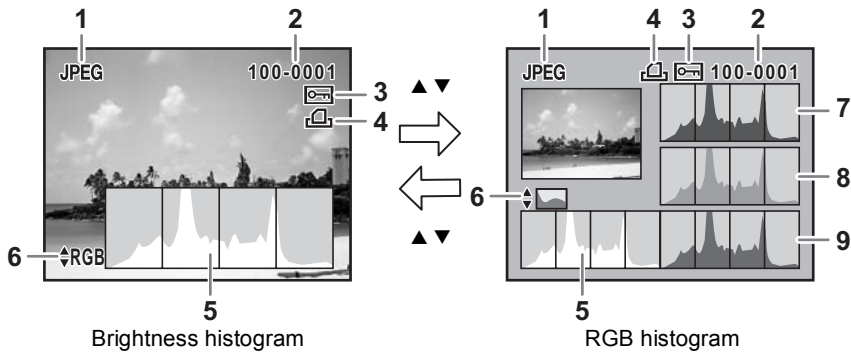 1 2
JPEG 100-0001
3
4
6 RGB
5
Brightness histogram
▲▼
▲▼
1 4 3 2
JPEG 100-0001
7
8
6
9
5
RGB histogram